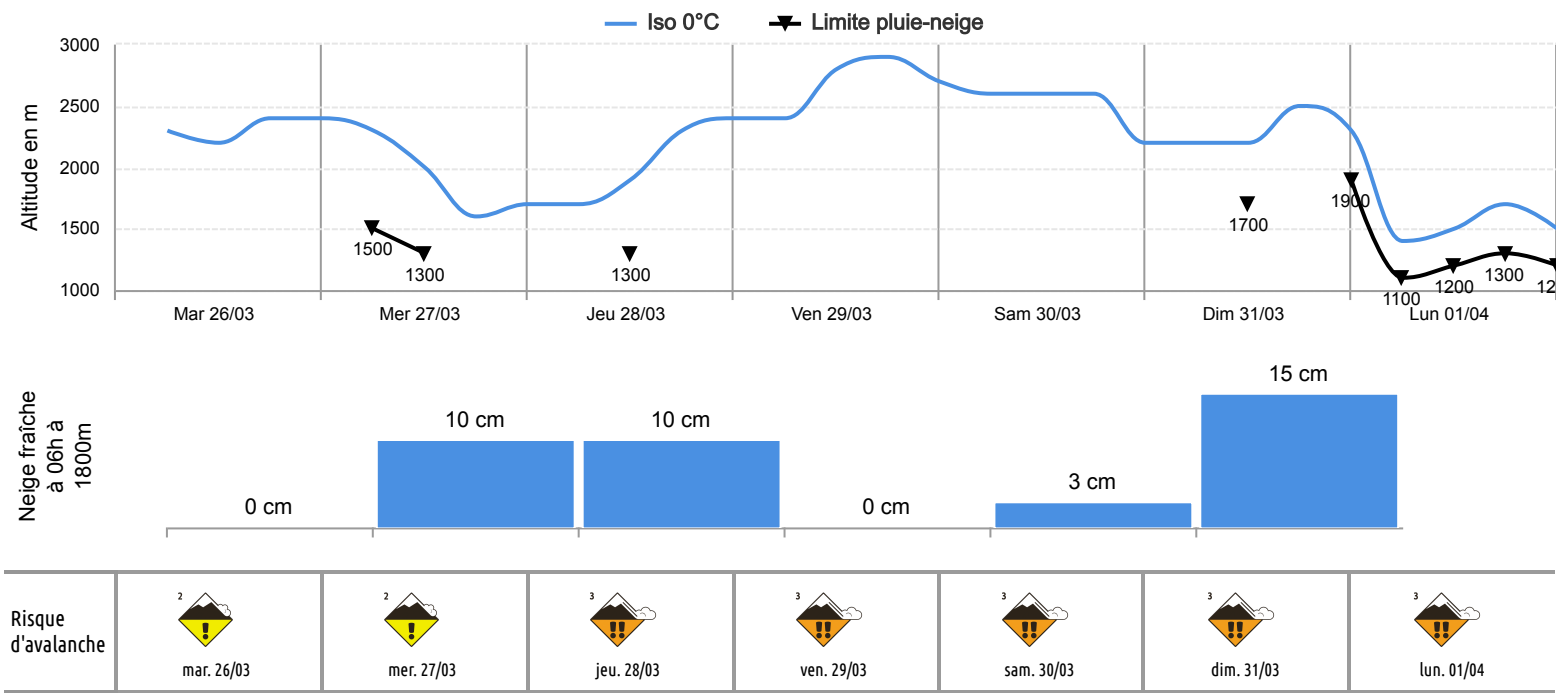 Iso 0°C Limite pluie-neige
Altitude en m
3000
2500
2000
1500
1000
1500
1300
1300
1700
1900
1100
1200
1300
12
Mar 26/03 Mer 27/03 Jeu 28/03 Ven 29/03 Sam 30/03 Dim 31/03 Lun 01/04
Neige fraîche
à 06h à
1800m
0 cm 10 cm 10 cm 0 cm 3 cm 15 cm
Risque
d'avalanche
2 2 3 3 3 3 3
! ! !! !! !! !! !!
mar. 26/03 mer. 27/03 jeu. 28/03 ven. 29/03 sam. 30/03 dim. 31/03 lun. 01/04